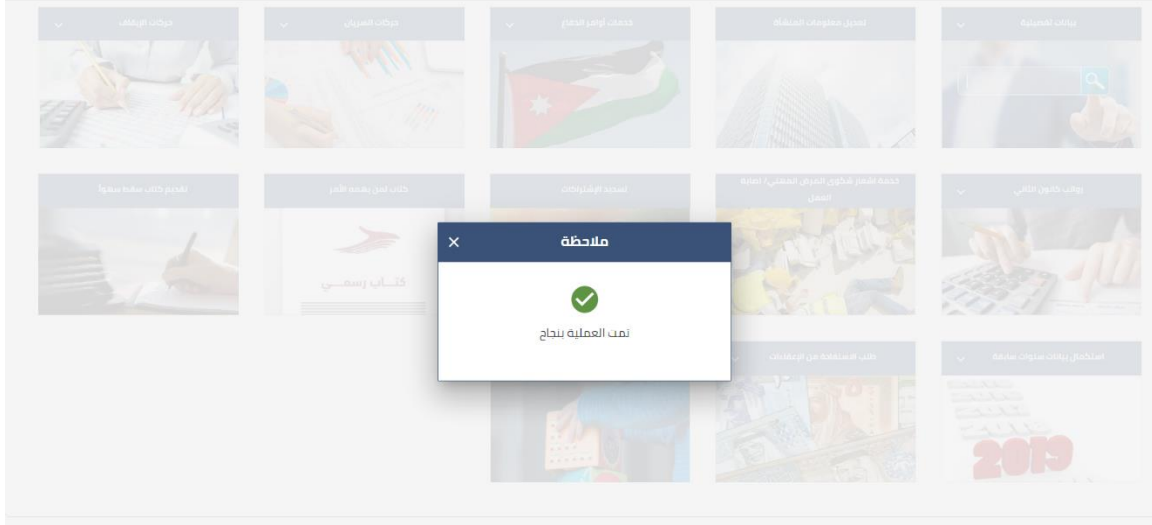 بيانات تفصيلية
تعديل معلومات المنشأة
خدمات أوامر الدفاع
حركات السريان
حركات الإيقاف
رواتب كانون الثاني
خدمة اشعار شكوى المرض المهني/ اصابة
العمل
تسديد الإشتراكات
كتاب لمن يهمه الأمر
تقديم كتاب سقط سهواً
كتـــاب رسمـــي
ملاحظة
تمت العملية بنجاح
استكمال بيانات سنوات سابقة
طلب الاستفادة من الإعفاءات
2019